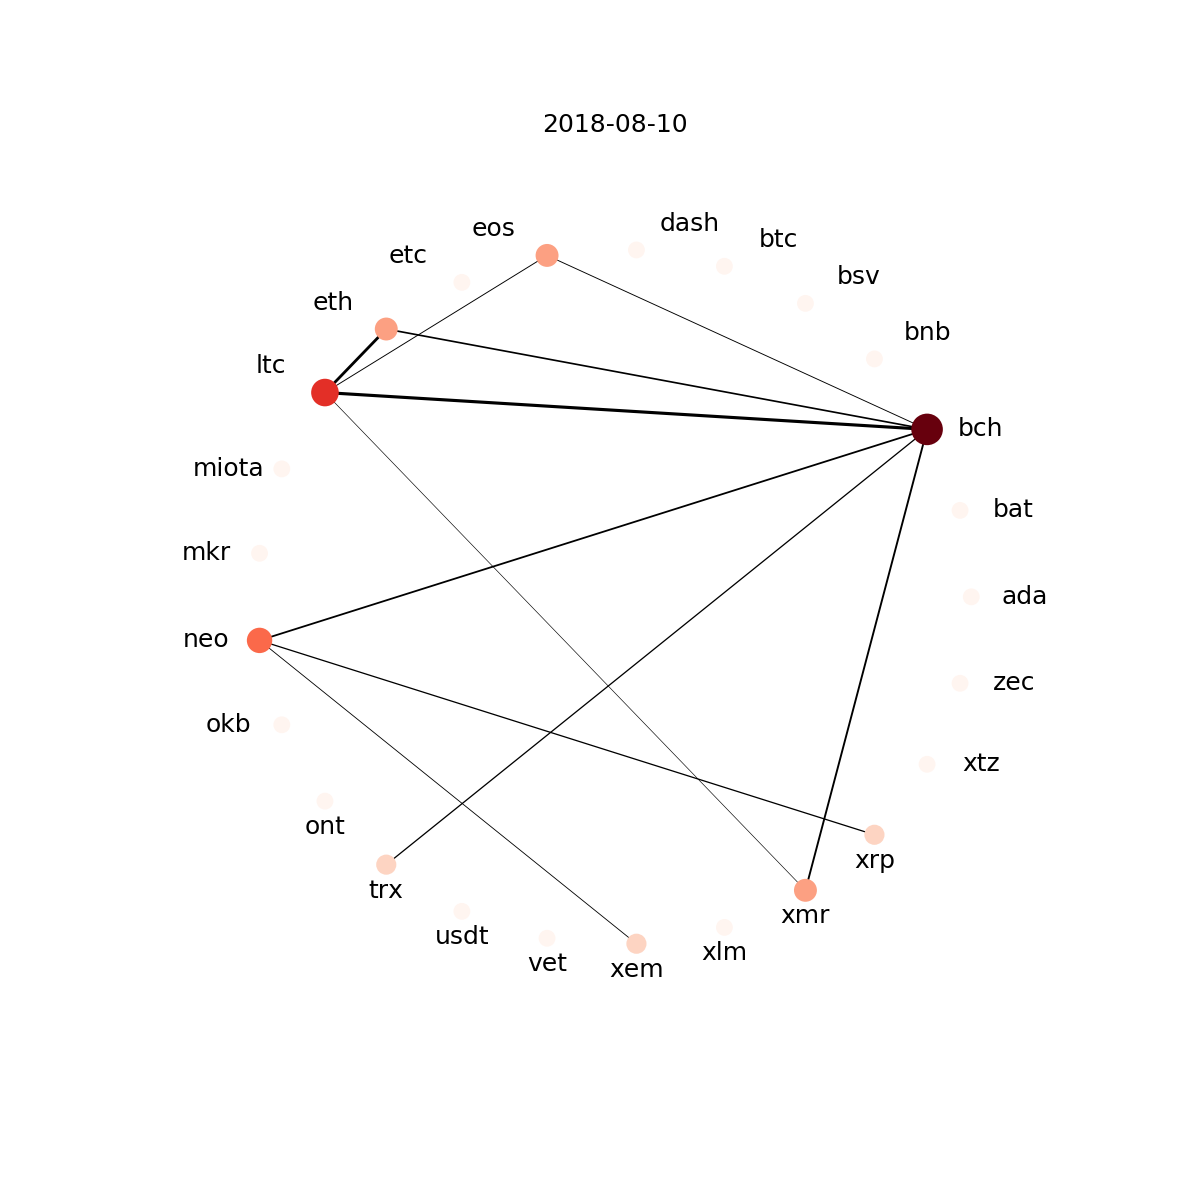 2018-08-10
dash
eos
btc
etc
bsv
eth
bnb
ltc
bch
miota
bat
mkr
ada
neo
zec
okb
xtz
ont
xrp
trx
xmr
usdt
xlm
vet
xem